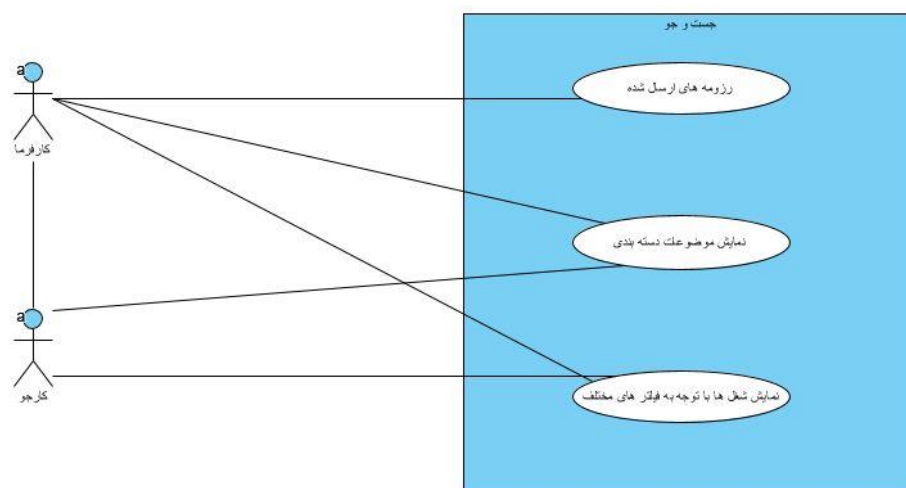 جست و جو
a
کارفرما
رزومه های ارسال شده
نمایش موضوعات دسته بندی
a
کارجو
نمایش شغل ها با توجه به فیلتر های مختلف